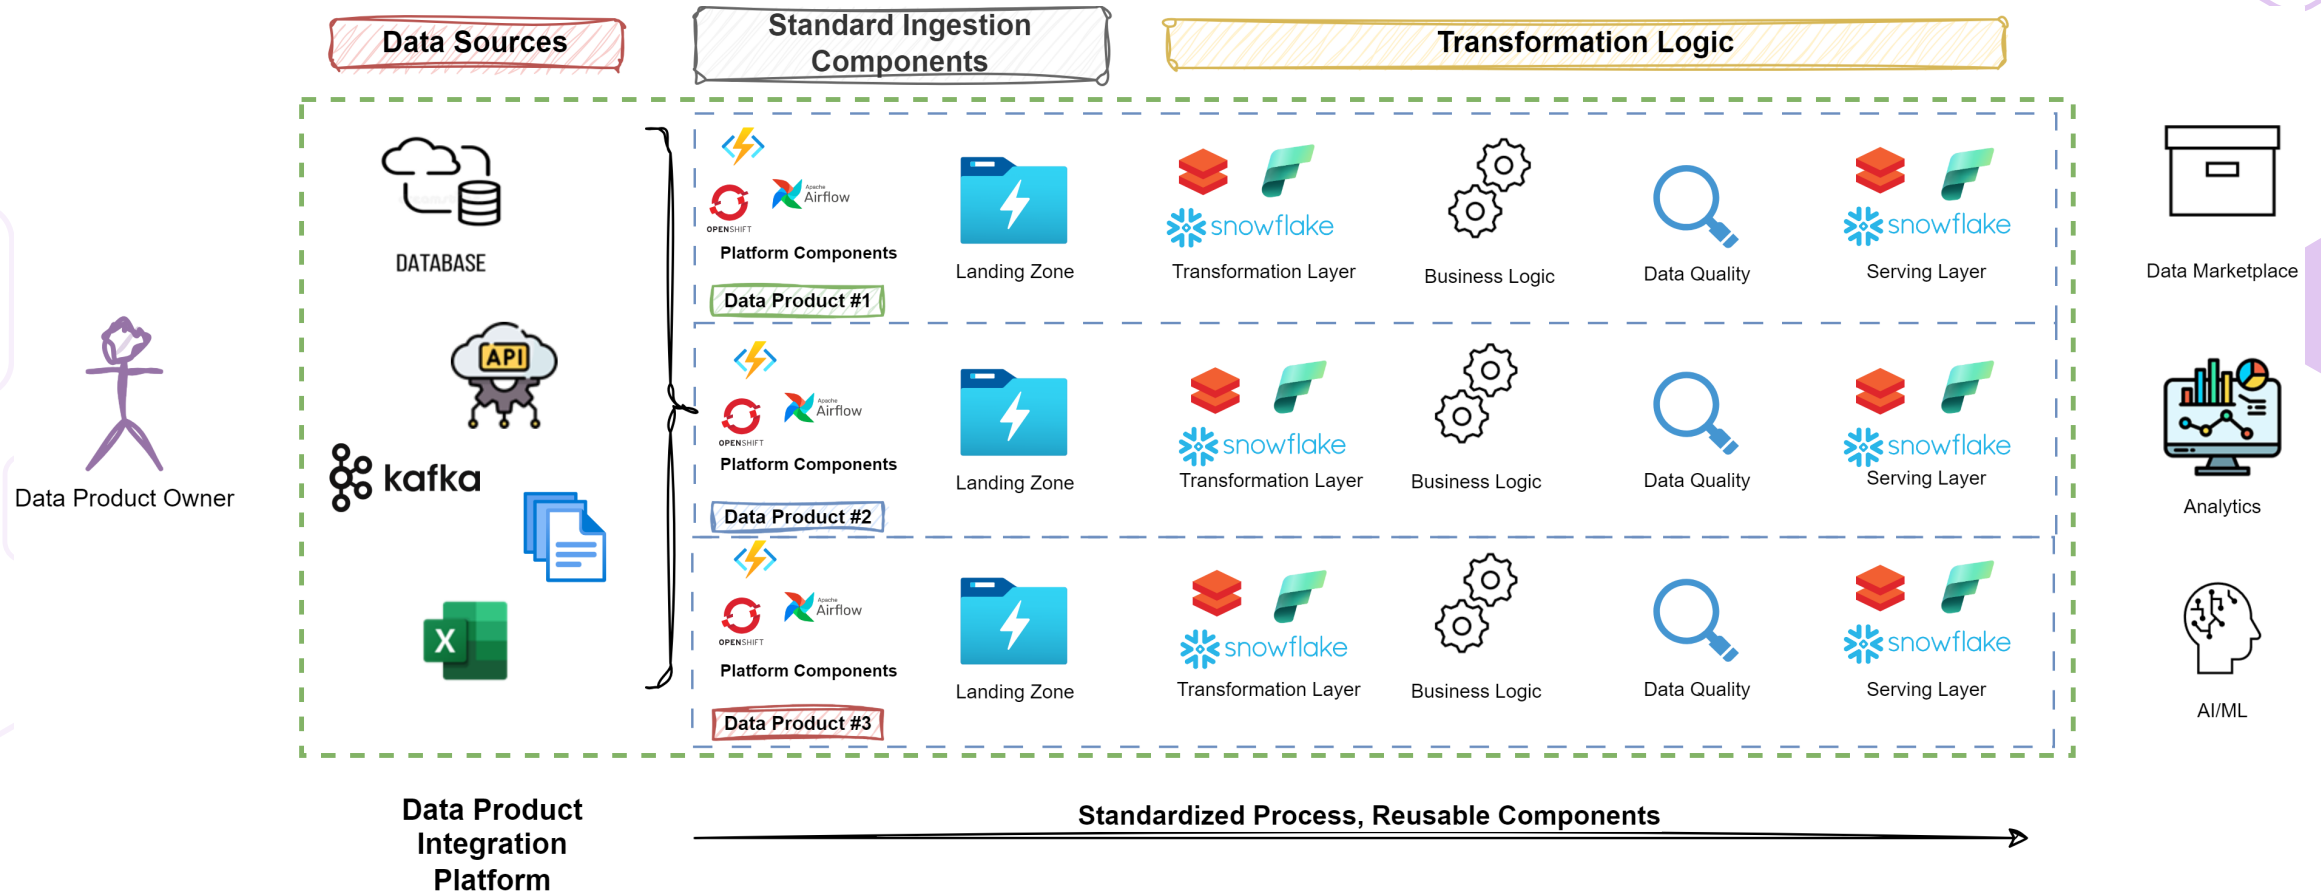 Data Sources
Standard Ingestion
Components
Transformation Logic
DATABASE
API
kafka
X
Data Product Owner
OPENSHIFT
Apache
Airflow
Platform Components
Data Product #1
Landing Zone
snowflake
Transformation Layer
Business Logic
Data Quality
snowflake
Serving Layer
OPENSHIFT
Apache
Airflow
Platform Components
Data Product #2
Landing Zone
snowflake
Transformation Layer
Business Logic
Data Quality
snowflake
Serving Layer
OPENSHIFT
Apache
Airflow
Platform Components
Data Product #3
Landing Zone
snowflake
Transformation Layer
Business Logic
Data Quality
snowflake
Serving Layer
Data Marketplace
Analytics
AI/ML
Data Product
Integration
Platform
Standardized Process, Reusable Components